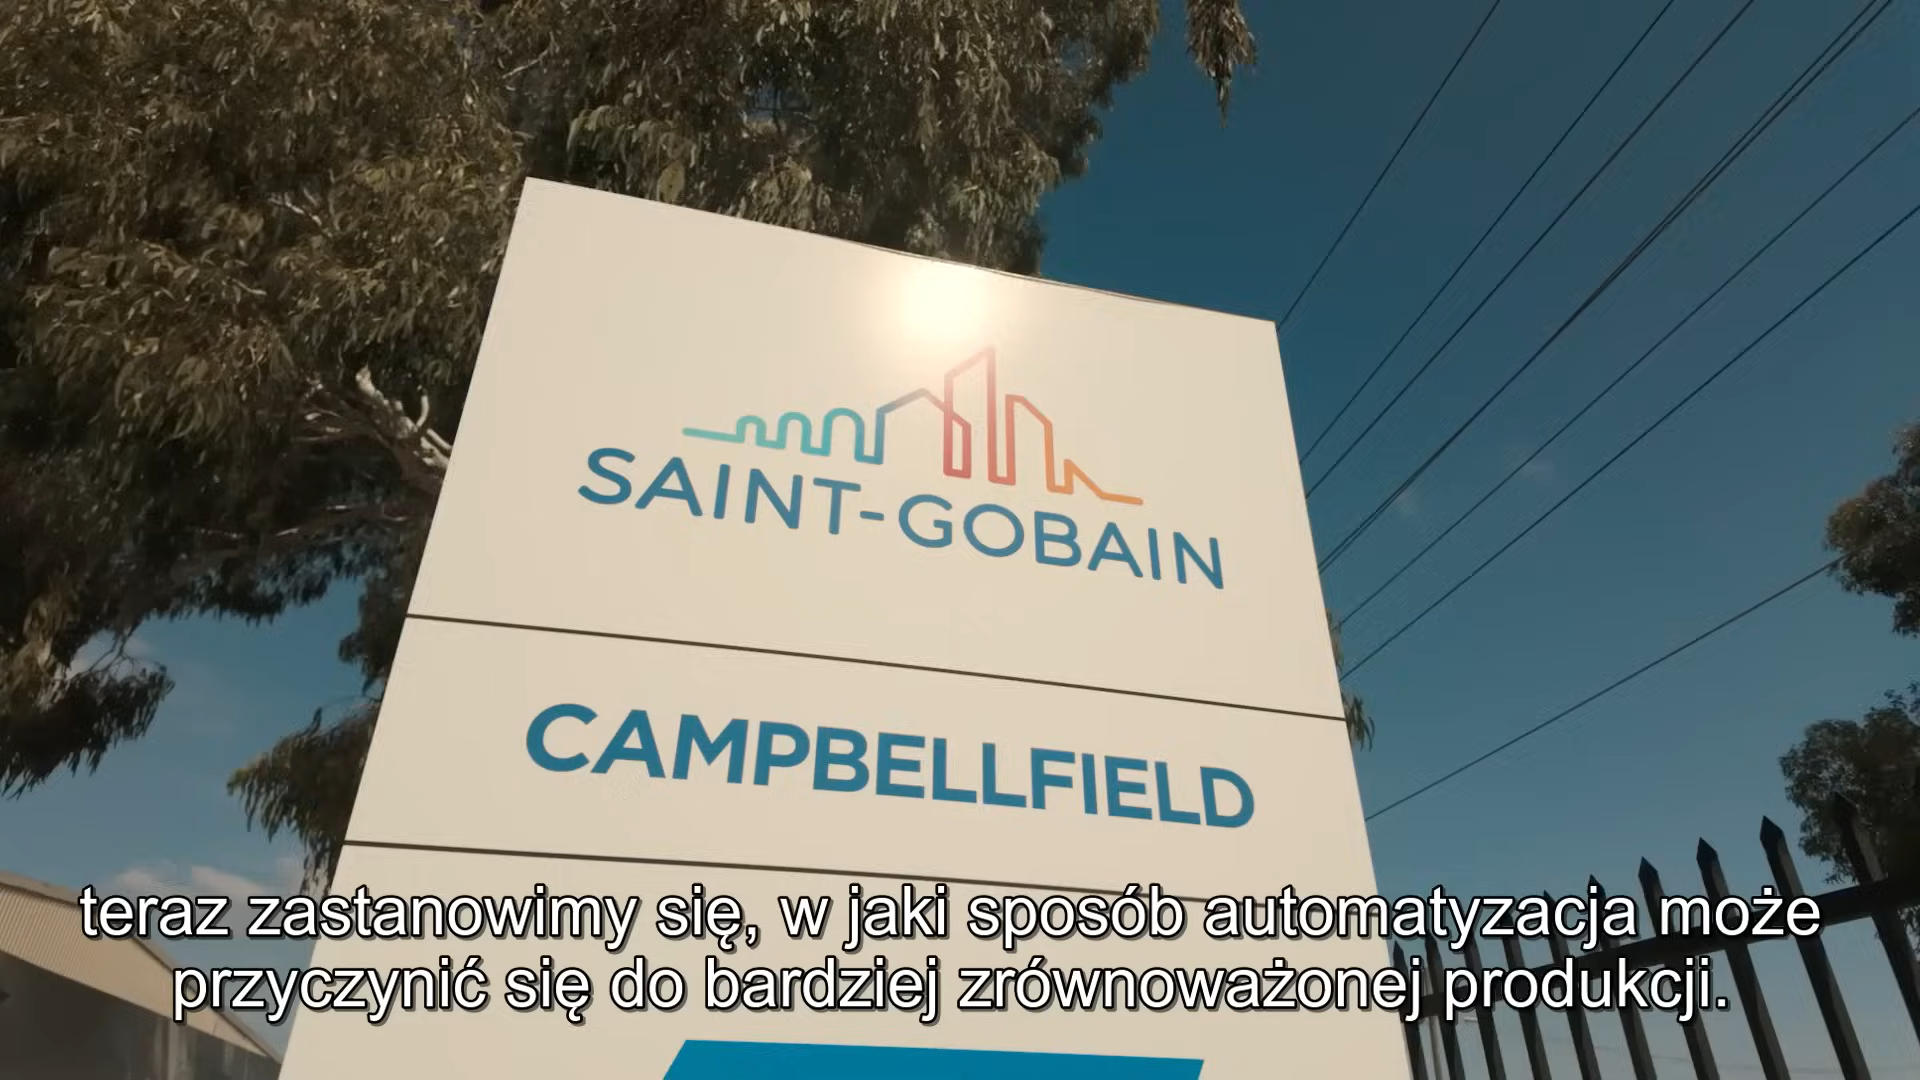 SAINT-GOBAIN
CAMPBELLFIELD
teraz zastanowimy się, w jaki sposób automatyzacja może
przyczynić się do bardziej zrównoważonej produkcji.